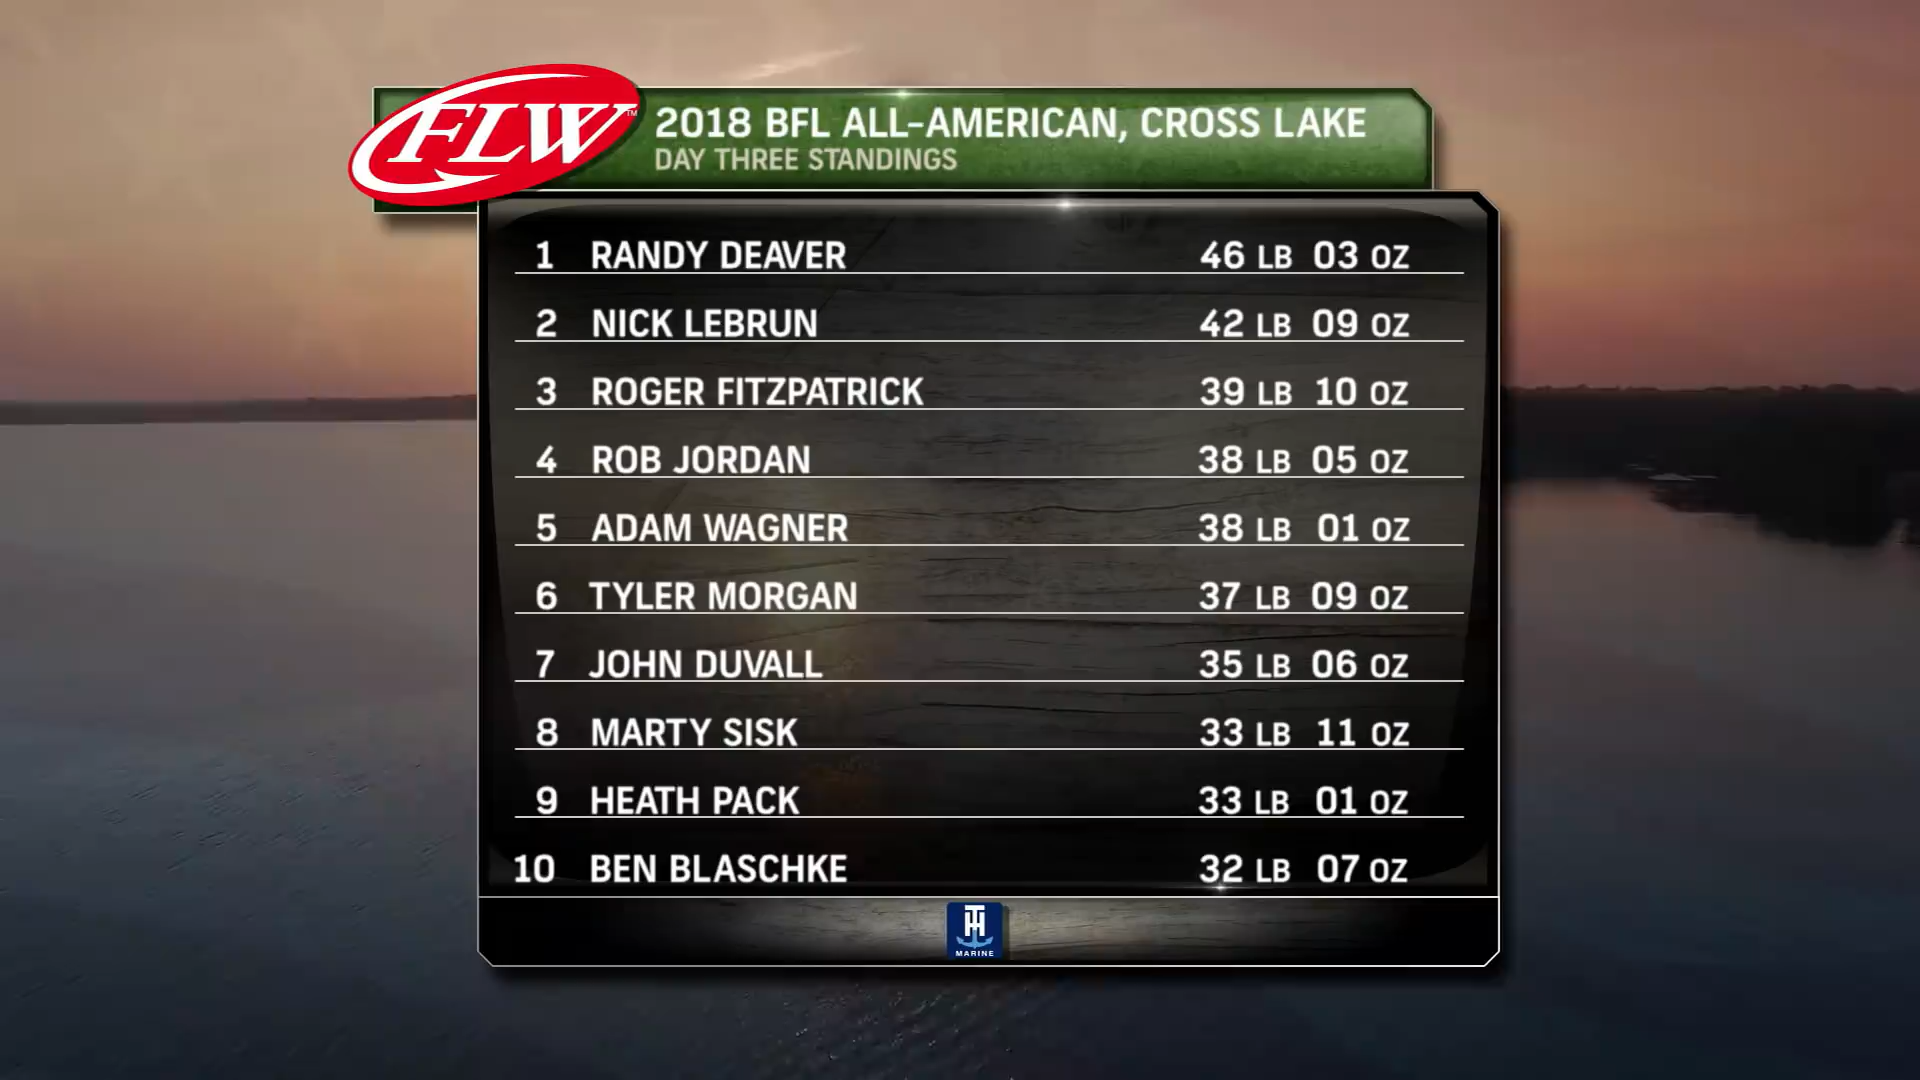 FLW™
2018 BFL ALL-AMERICAN, CROSS LAKE
DAY THREE STANDINGS
1 RANDY DEAVER 46 LB 03 OZ
2 NICK LEBRUN 42 LB 09 OZ
3 ROGER FITZPATRICK 39 LB 10 OZ
4 ROB JORDAN 38 LB 05 OZ
5 ADAM WAGNER 38 LB 01 OZ
6 TYLER MORGAN 37 LB 09 OZ
7 JOHN DUVALL 35 LB 06 OZ
8 MARTY SISK 33 LB 11 OZ
9 HEATH PACK 33 LB 01 OZ
10 BEN BLASCHKE 32 LB 07 OZ
TH
MARINE